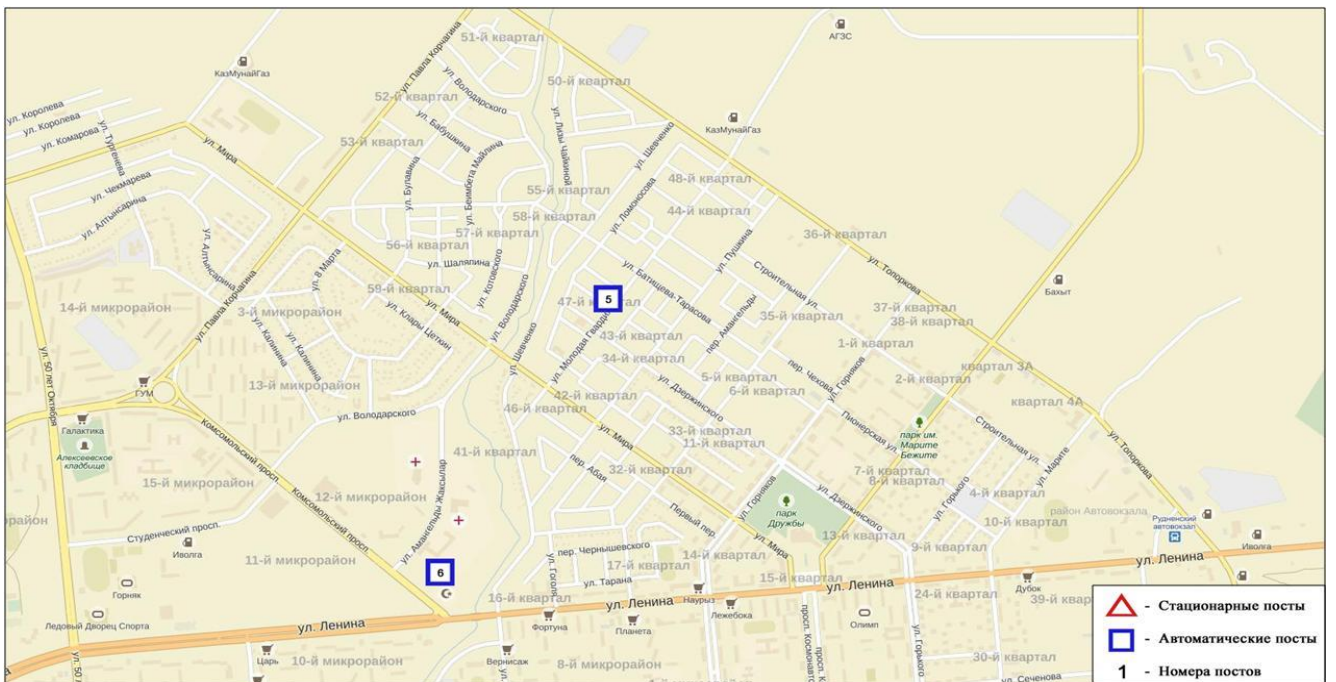 51-й квартал
АГЗС
КазМунайГаз
ул. Павла Корчагина
ул. Володарского
50-й квартал
52-й квартал
ул. Королева
ул. Королева
ул. Комарова
ул. Тургенева
ул. Бабушкина
ул. Лизы Чайкиной
ул. Шевченко
КазМунайГаз
53-й квартал
ул. Мира
ул. Беимбета Майлина
ул. Булавина
48-й квартал
ул. Чекмарева
55-й квартал
ул. Ломоносова
44-й квартал
ул. Алтынсарина
58-й квартал
57-й квартал
36-й квартал
ул. Алтынсарина
56-й квартал
ул. Пушкина
ул. 8 Марта
ул. Шаляпина
ул. Котовского
ул. Батищева-Тарасова
Строительная ул.
ул. Топоркова
59-й квартал
Бахыт
14-й микрорайон
ул. Павла Корчагина
3-й микрорайон
ул. Клары Цеткин
ул. Мира
ул. Володарского
5
37-й квартал
38-й квартал
35-й квартал
43-й квартал
пер. Амангельды
1-й квартал
ул. Калинина
ул. Калинина
ул. Шевченко
ул. Молодая Гвардия
34-й квартал
квартал 3А
ул. 50 лет Октября
13-й микрорайон
5-й квартал
6-й квартал
пер. Чехова
ул. Горняков
2-й квартал
ГУМ
42-й квартал
46-й квартал
ул. Дзержинского
квартал 4А
ул. Володарского
Галактика
Комсомольский просп.
ул. Мира
33-й квартал
11-й квартал
Пионерская ул.
парк им.
Марите
Бежите
Строительная ул.
ул. Топоркова
Алексеевское
кладбище
41-й квартал
пер. Абая
32-й квартал
7-й квартал
8-й квартал
ул. Марите
15-й микрорайон
12-й микрорайон
ул. Амангельды Жаксылар
ул. Горняков
ул. Дзержинского
ул. Горького
4-й квартал
парк
Дружбы
Первый пер.
район Автовокзала
10-й квартал
Студенческий просп.
Комсомольский просп.
Рудненский
автовокзал
Иволга
пер. Чернышевского
14-й квартал
ул. Мира
13-й квартал
9-й квартал
Иволга
11-й микрорайон
17-й квартал
ул. Ленина
6
ул. Гоголя
ул. Тарана
15-й квартал
ул. Ленина
Горняк
16-й квартал
ул. Ленина
Наурыз
24-й квартал
Дубок
Ледовый Дворец Спорта
ул. Ленина
Фортуна
Планета
Лежебока
Олимп
- Стационарные посты
- Автоматические посты
1 - Номера постов
Царь
10-й микрорайон
Вернисаж
8-й микрорайон
ул. Горького
30-й квартал
ул. Сеченова